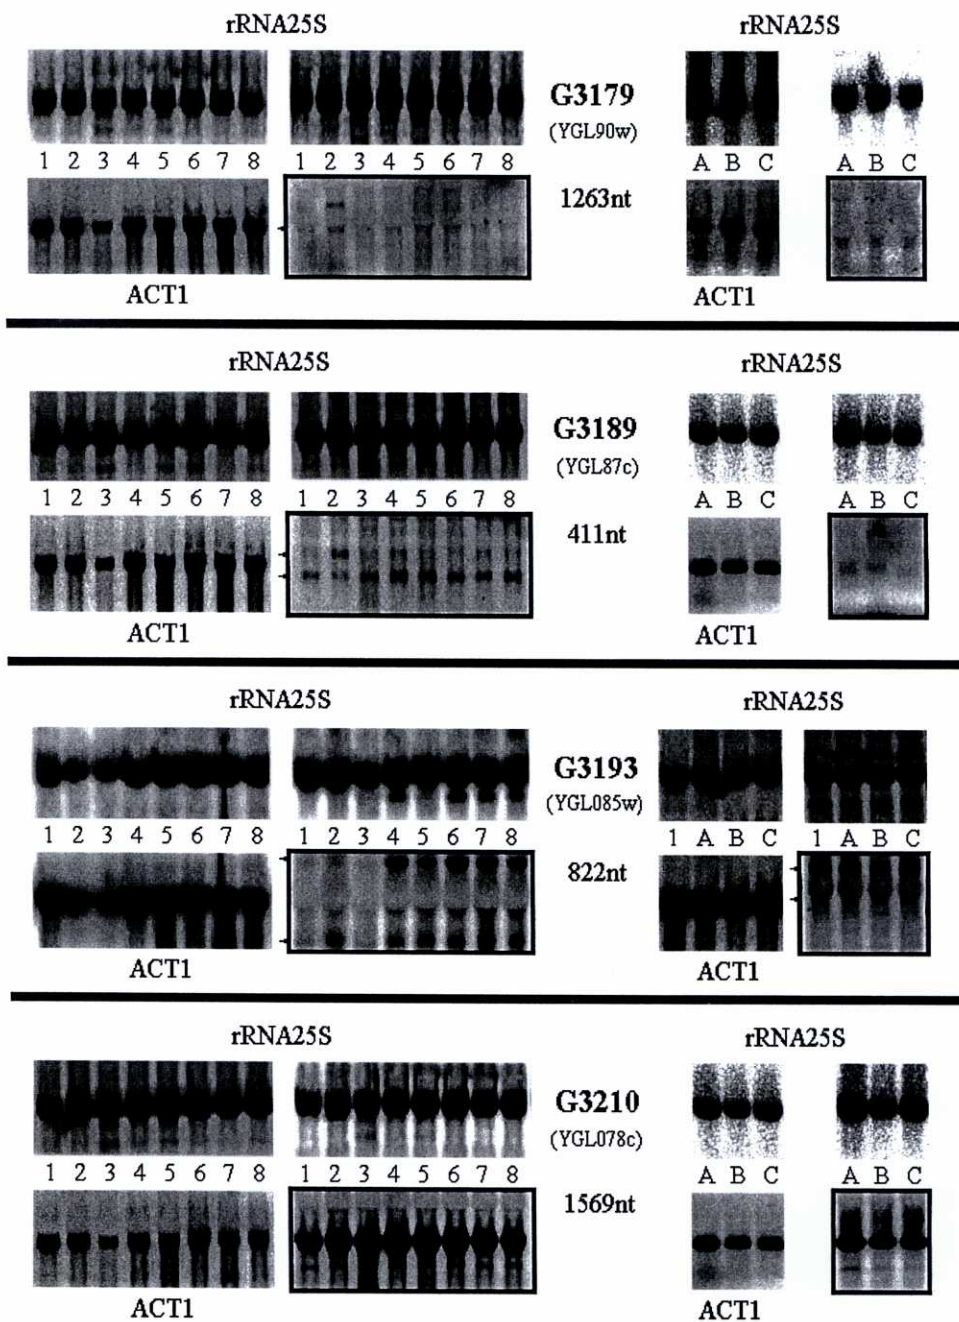 rRNA25S rRNA25S
G3179
(YGL90w)
1 2 3 4 5 6 7 8 1 2 3 4 5 6 7 8 A B C A B C
1263nt
ACT1 ACT1
rRNA25S rRNA25S
G3189
(YGL87c)
1 2 3 4 5 6 7 8 1 2 3 4 5 6 7 8 A B C A B C
411nt
ACT1 ACT1
rRNA25S rRNA25S
G3193
(YGL085w)
1 2 3 4 5 6 7 8 1 2 3 4 5 6 7 8 1 A B C 1 A B C
822nt
ACT1 ACT1
rRNA25S rRNA25S
G3210
(YGL078c)
1 2 3 4 5 6 7 8 1 2 3 4 5 6 7 8 A B C A B C
1569nt
ACT1 ACT1